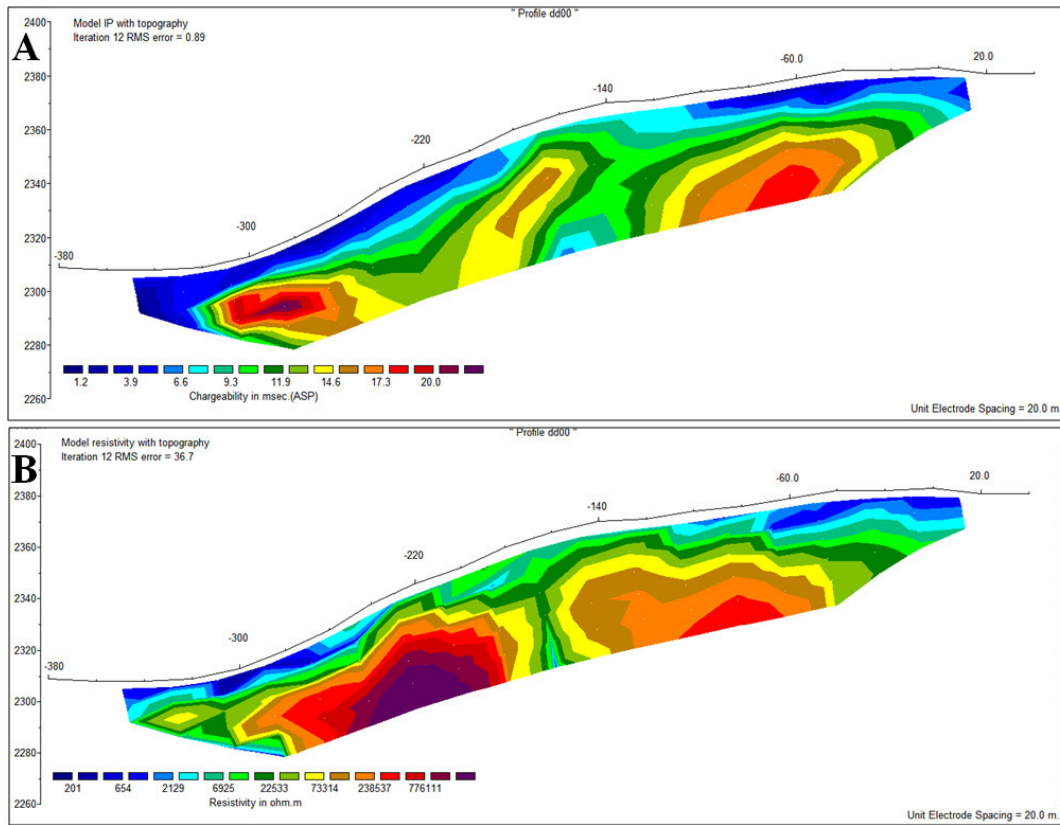 " Profile dd00 "
2400
Model IP with topography
Iteration 12 RMS error = 0.89
A
2380
2360
2340
2320
2300
2280
2260
-380
-300
-220
-140
-60.0
20.0
1.2 3.9 6.6 9.3 11.9 14.6 17.3 20.0
Chargeability in msec.(ASP)
Unit Electrode Spacing = 20.0 m.
" Profile dd00 "
2400
Model resistivity with topography
Iteration 12 RMS error = 36.7
B
2380
2360
2340
2320
2300
2280
2260
-380
-300
-220
-140
-60.0
20.0
201 654 2129 6925 22533 73314 238537 776111
Resistivity in ohm.m
Unit Electrode Spacing = 20.0 m.